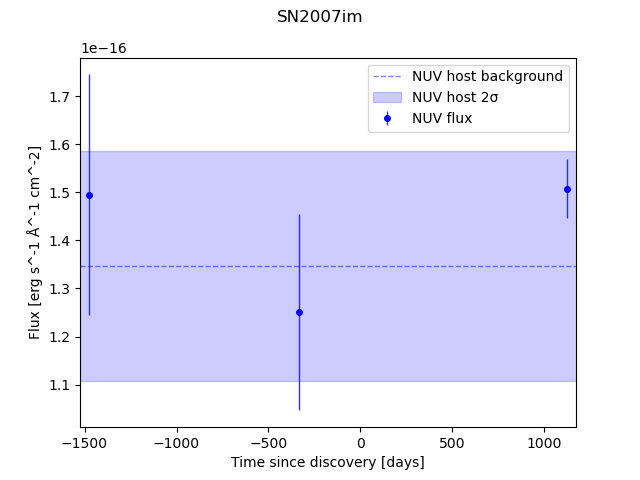 SN2007im
1e−16
NUV host background
NUV host 2σ
NUV flux
1.7
1.6
1.5
1.4
1.3
1.2
1.1
Flux [erg s^-1 Å^-1 cm^-2]
−1500 −1000 −500 0 500 1000
Time since discovery [days]